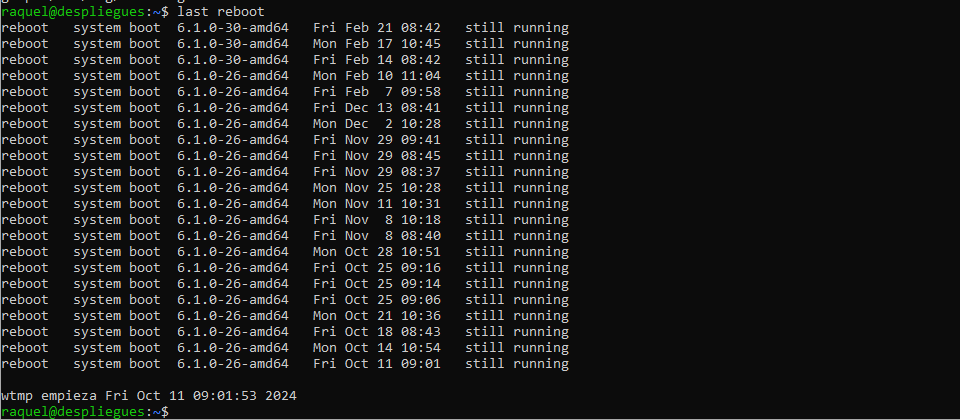 raquel@despliegues:~$ last reboot
reboot   system boot  6.1.0-30-amd64   Fri Feb 21 08:42   still running
reboot   system boot  6.1.0-30-amd64   Mon Feb 17 10:45   still running
reboot   system boot  6.1.0-30-amd64   Fri Feb 14 08:42   still running
reboot   system boot  6.1.0-26-amd64   Mon Feb 10 11:04   still running
reboot   system boot  6.1.0-26-amd64   Fri Feb  7 09:58   still running
reboot   system boot  6.1.0-26-amd64   Fri Dec 13 08:41   still running
reboot   system boot  6.1.0-26-amd64   Mon Dec  2 10:28   still running
reboot   system boot  6.1.0-26-amd64   Fri Nov 29 09:41   still running
reboot   system boot  6.1.0-26-amd64   Fri Nov 29 08:45   still running
reboot   system boot  6.1.0-26-amd64   Fri Nov 29 08:37   still running
reboot   system boot  6.1.0-26-amd64   Mon Nov 25 10:28   still running
reboot   system boot  6.1.0-26-amd64   Mon Nov 11 10:31   still running
reboot   system boot  6.1.0-26-amd64   Fri Nov  8 10:18   still running
reboot   system boot  6.1.0-26-amd64   Fri Nov  8 08:40   still running
reboot   system boot  6.1.0-26-amd64   Mon Oct 28 10:51   still running
reboot   system boot  6.1.0-26-amd64   Fri Oct 25 09:16   still running
reboot   system boot  6.1.0-26-amd64   Fri Oct 25 09:14   still running
reboot   system boot  6.1.0-26-amd64   Fri Oct 25 09:06   still running
reboot   system boot  6.1.0-26-amd64   Mon Oct 21 10:36   still running
reboot   system boot  6.1.0-26-amd64   Fri Oct 18 08:43   still running
reboot   system boot  6.1.0-26-amd64   Mon Oct 14 10:54   still running
reboot   system boot  6.1.0-26-amd64   Fri Oct 11 09:01   still running
wtmp empieza Fri Oct 11 09:01:53 2024
raquel@despliegues:~$